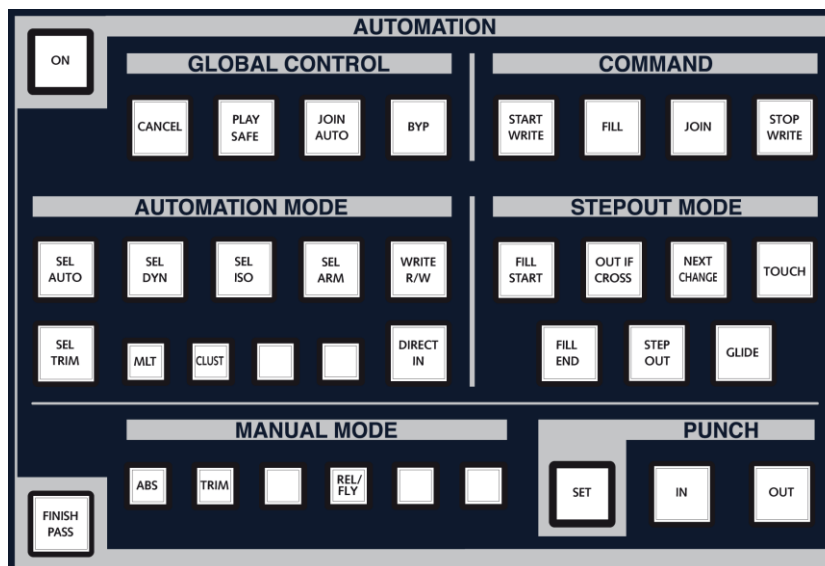 AUTOMATION
ON
GLOBAL CONTROL
COMMAND
CANCEL
PLAY
SAFE
JOIN
AUTO
BYP
START
WRITE
FILL
JOIN
STOP
WRITE
AUTOMATION MODE
STEPOUT MODE
SEL
AUTO
SEL
DYN
SEL
ISO
SEL
ARM
WRITE
R/W
FILL
START
OUT IF
CROSS
NEXT
CHANGE
TOUCH
SEL
TRIM
MLT
CLUST
DIRECT
IN
FILL
END
STEP
OUT
GLIDE
MANUAL MODE
PUNCH
ABS
TRIM
REL/
FLY
SET
IN
OUT
FINISH
PASS